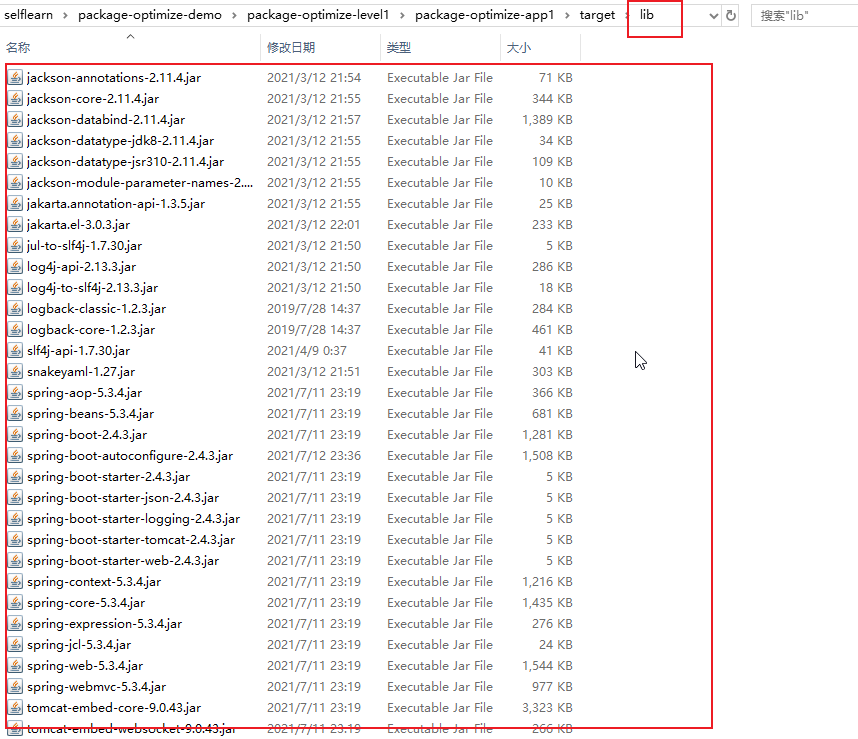 selflearn > package-optimize-demo > package-optimize-level1 > package-optimize-app1 > target > lib 搜索"lib"
名称 修改日期 类型 大小
jackson-annotations-2.11.4.jar 2021/3/12 21:54 Executable Jar File 71 KB
jackson-core-2.11.4.jar 2021/3/12 21:55 Executable Jar File 344 KB
jackson-databind-2.11.4.jar 2021/3/12 21:57 Executable Jar File 1,389 KB
jackson-datatype-jdk8-2.11.4.jar 2021/3/12 21:55 Executable Jar File 34 KB
jackson-datatype-jsr310-2.11.4.jar 2021/3/12 21:55 Executable Jar File 109 KB
jackson-module-parameter-names-2.... 2021/3/12 21:55 Executable Jar File 10 KB
jakarta.annotation-api-1.3.5.jar 2021/3/12 21:55 Executable Jar File 25 KB
jakarta.el-3.0.3.jar 2021/3/12 22:01 Executable Jar File 233 KB
jul-to-slf4j-1.7.30.jar 2021/3/12 21:50 Executable Jar File 5 KB
log4j-api-2.13.3.jar 2021/3/12 21:50 Executable Jar File 286 KB
log4j-to-slf4j-2.13.3.jar 2021/3/12 21:50 Executable Jar File 18 KB
logback-classic-1.2.3.jar 2019/7/28 14:37 Executable Jar File 284 KB
logback-core-1.2.3.jar 2019/7/28 14:37 Executable Jar File 461 KB
slf4j-api-1.7.30.jar 2021/4/9 0:37 Executable Jar File 41 KB
snakeyaml-1.27.jar 2021/3/12 21:51 Executable Jar File 303 KB
spring-aop-5.3.4.jar 2021/7/11 23:19 Executable Jar File 366 KB
spring-beans-5.3.4.jar 2021/7/11 23:19 Executable Jar File 681 KB
spring-boot-2.4.3.jar 2021/7/11 23:19 Executable Jar File 1,281 KB
spring-boot-autoconfigure-2.4.3.jar 2021/7/12 23:36 Executable Jar File 1,508 KB
spring-boot-starter-2.4.3.jar 2021/7/11 23:19 Executable Jar File 5 KB
spring-boot-starter-json-2.4.3.jar 2021/7/11 23:19 Executable Jar File 5 KB
spring-boot-starter-logging-2.4.3.jar 2021/7/11 23:19 Executable Jar File 5 KB
spring-boot-starter-tomcat-2.4.3.jar 2021/7/11 23:19 Executable Jar File 5 KB
spring-boot-starter-web-2.4.3.jar 2021/7/11 23:19 Executable Jar File 5 KB
spring-context-5.3.4.jar 2021/7/11 23:19 Executable Jar File 1,216 KB
spring-core-5.3.4.jar 2021/7/11 23:19 Executable Jar File 1,435 KB
spring-expression-5.3.4.jar 2021/7/11 23:19 Executable Jar File 276 KB
spring-jcl-5.3.4.jar 2021/7/11 23:19 Executable Jar File 24 KB
spring-web-5.3.4.jar 2021/7/11 23:19 Executable Jar File 1,544 KB
spring-webmvc-5.3.4.jar 2021/7/11 23:19 Executable Jar File 977 KB
tomcat-embed-core-9.0.43.jar 2021/7/11 23:19 Executable Jar File 3,323 KB
tomcat-embed-websocket-9.0.43.jar 2021/7/11 23:19 Executable Jar File 266 KB